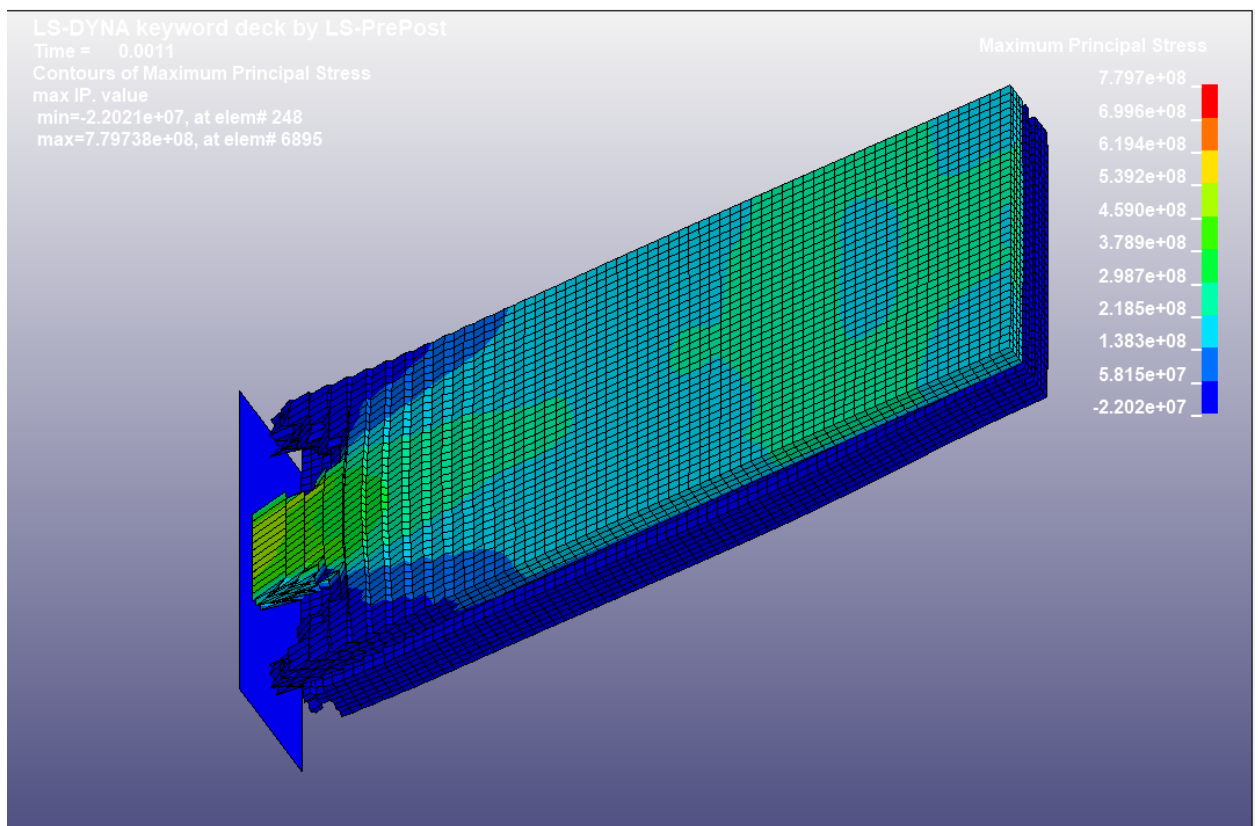 LS-DYNA keyword deck by LS-PrePost
Time = 0.0011
Contours of Maximum Principal Stress
max IP. value
min=-2.2021e+07, at elem# 248
max=7.79738e+08, at elem# 6895
Maximum Principal Stress
7.797e+08
6.996e+08
6.194e+08
5.392e+08
4.590e+08
3.789e+08
2.987e+08
2.185e+08
1.383e+08
5.815e+07
-2.202e+07